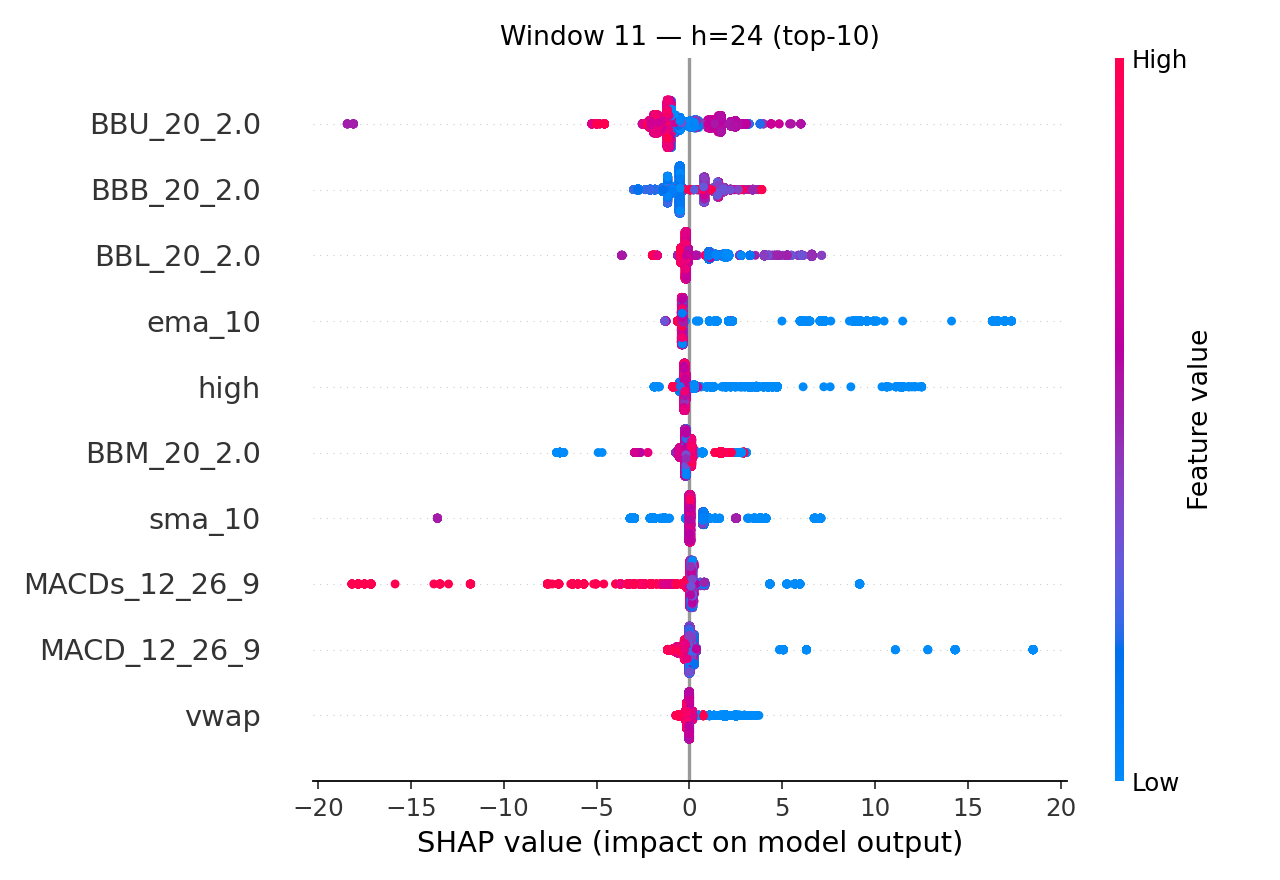 Window 11 — h=24 (top-10)
High
BBU_20_2.0
BBB_20_2.0
BBL_20_2.0
ema_10
high
BBM_20_2.0
sma_10
MACDs_12_26_9
MACD_12_26_9
vwap
Feature value
Low
−20 −15 −10 −5 0 5 10 15 20
SHAP value (impact on model output)